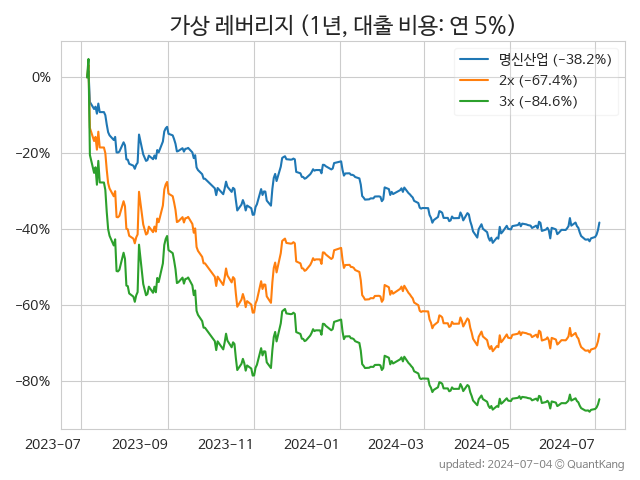 가상 레버리지 (1년, 대출 비용: 연 5%)
명신산업 (−38.2%)
2x (−67.4%)
3x (−84.6%)
0%
−20%
−40%
−60%
−80%
2023-07
2023-09
2023-11
2024-01
2024-03
2024-05
2024-07
updated: 2024-07-04 © QuantKang